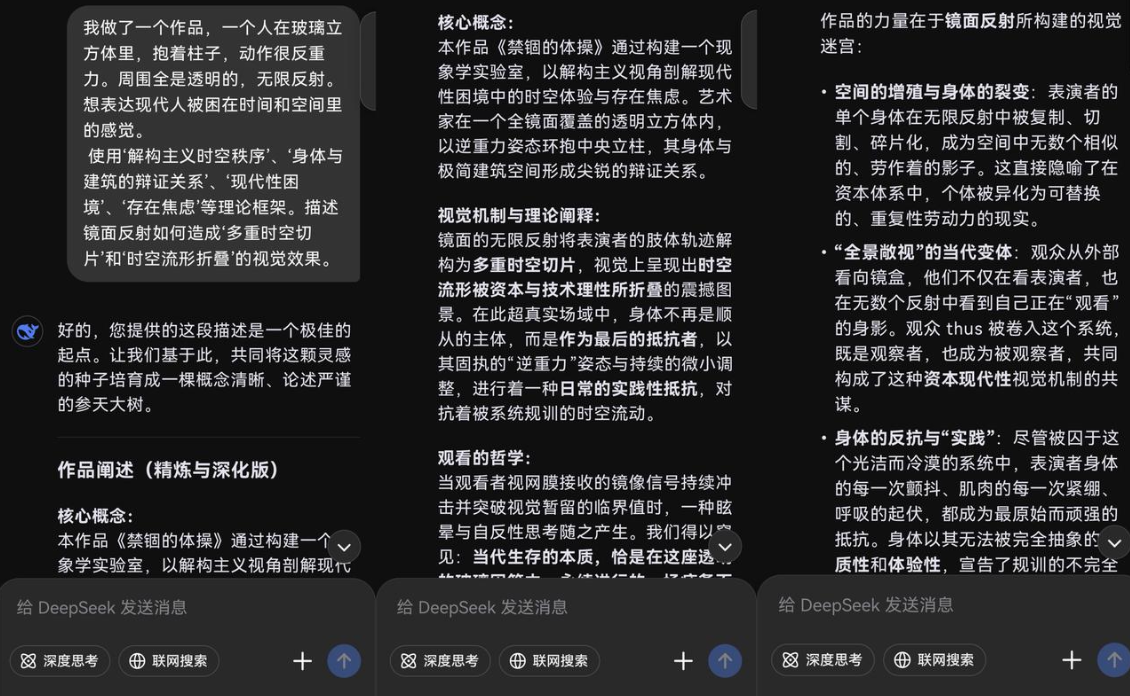 我做了一个作品，一个人在玻璃立
方体里，抱着柱子，动作很反重
力。周围全是透明的，无限反射。
想表达现代人被困在时间和空间里
的感觉。
使用‘解构主义时空秩序’、‘身体与
建筑的辩证关系’、‘现代性困
境’、‘存在焦虑’等理论框架。描述
镜面反射如何造成‘多重时空切
片’和‘时空流形折叠’的视觉效果。
好的，您提供的这段描述是一个极佳的
起点。让我们基于此，共同将这颗灵感
的种子培育成一棵概念清晰、论述严谨
的参天大树。
作品阐述（精炼与深化版）
核心概念：
本作品《禁锢的体操》通过构建一个
象学实验室，以解构主义视角剖解现代
给 DeepSeek 发送消息
深度思考
联网搜索
核心概念：
本作品《禁锢的体操》通过构建一个现
象学实验室，以解构主义视角剖解现代
性困境中的时空体验与存在焦虑。艺术
家在一个全镜面覆盖的透明立方体内，
以逆重力姿态环抱中央立柱，其身体与
极简建筑空间形成尖锐的辩证关系。
视觉机制与理论阐释：
镜面的无限反射将表演者的肢体轨迹解
构为多重时空切片，视觉上呈现出时空
流形被资本与技术理性所折叠的震撼图
景。在此超真实场域中，身体不再是顺
从的主体，而是作为最后的抵抗者，以
其固执的“逆重力”姿态与持续的微小调
整，进行着一种日常的实践性抵抗，对
抗着被系统规训的时空流动。
观看的哲学：
当观看者视网膜接收的镜像信号持续冲
击并突破视觉暂留的临界值时，一种眩
晕与自反性思考随之产生。我们得以窥
见：当代生存的本质，恰是在这座透明
给 DeepSeek 发送消息
深度思考
联网搜索
作品的力量在于镜面反射所构建的视觉
迷宫：
• 空间的增殖与身体的裂变：表演者的
单个身体在无限反射中被复制、切
割、碎片化，成为空间中无数个相似
的、劳作着的影子。这直接隐喻了在
资本体系中，个体被异化为可替换
的、重复性劳动力的现实。
• “全景敞视”的当代变体：观众从外部
看向镜盒，他们不仅在看表演者，也
在无数个反射中看到自己正在“观看”
的身影。观众 thus 被卷入这个系统，
既是观察者，也成为被观察者，共同
构成了这种资本现代性视觉机制的共
谋。
• 身体的反抗与“实践”：尽管被囚于这
个光洁而冷漠的系统中，表演者身体
的每一次颤抖、肌肉的每一次紧绷、
呼吸的起伏，都成为最原始而顽强的
抵抗。身体以其无法被完全抽象的
质性和体验性，宣告了规训的不完全
给 DeepSeek 发送消息
深度思考
联网搜索